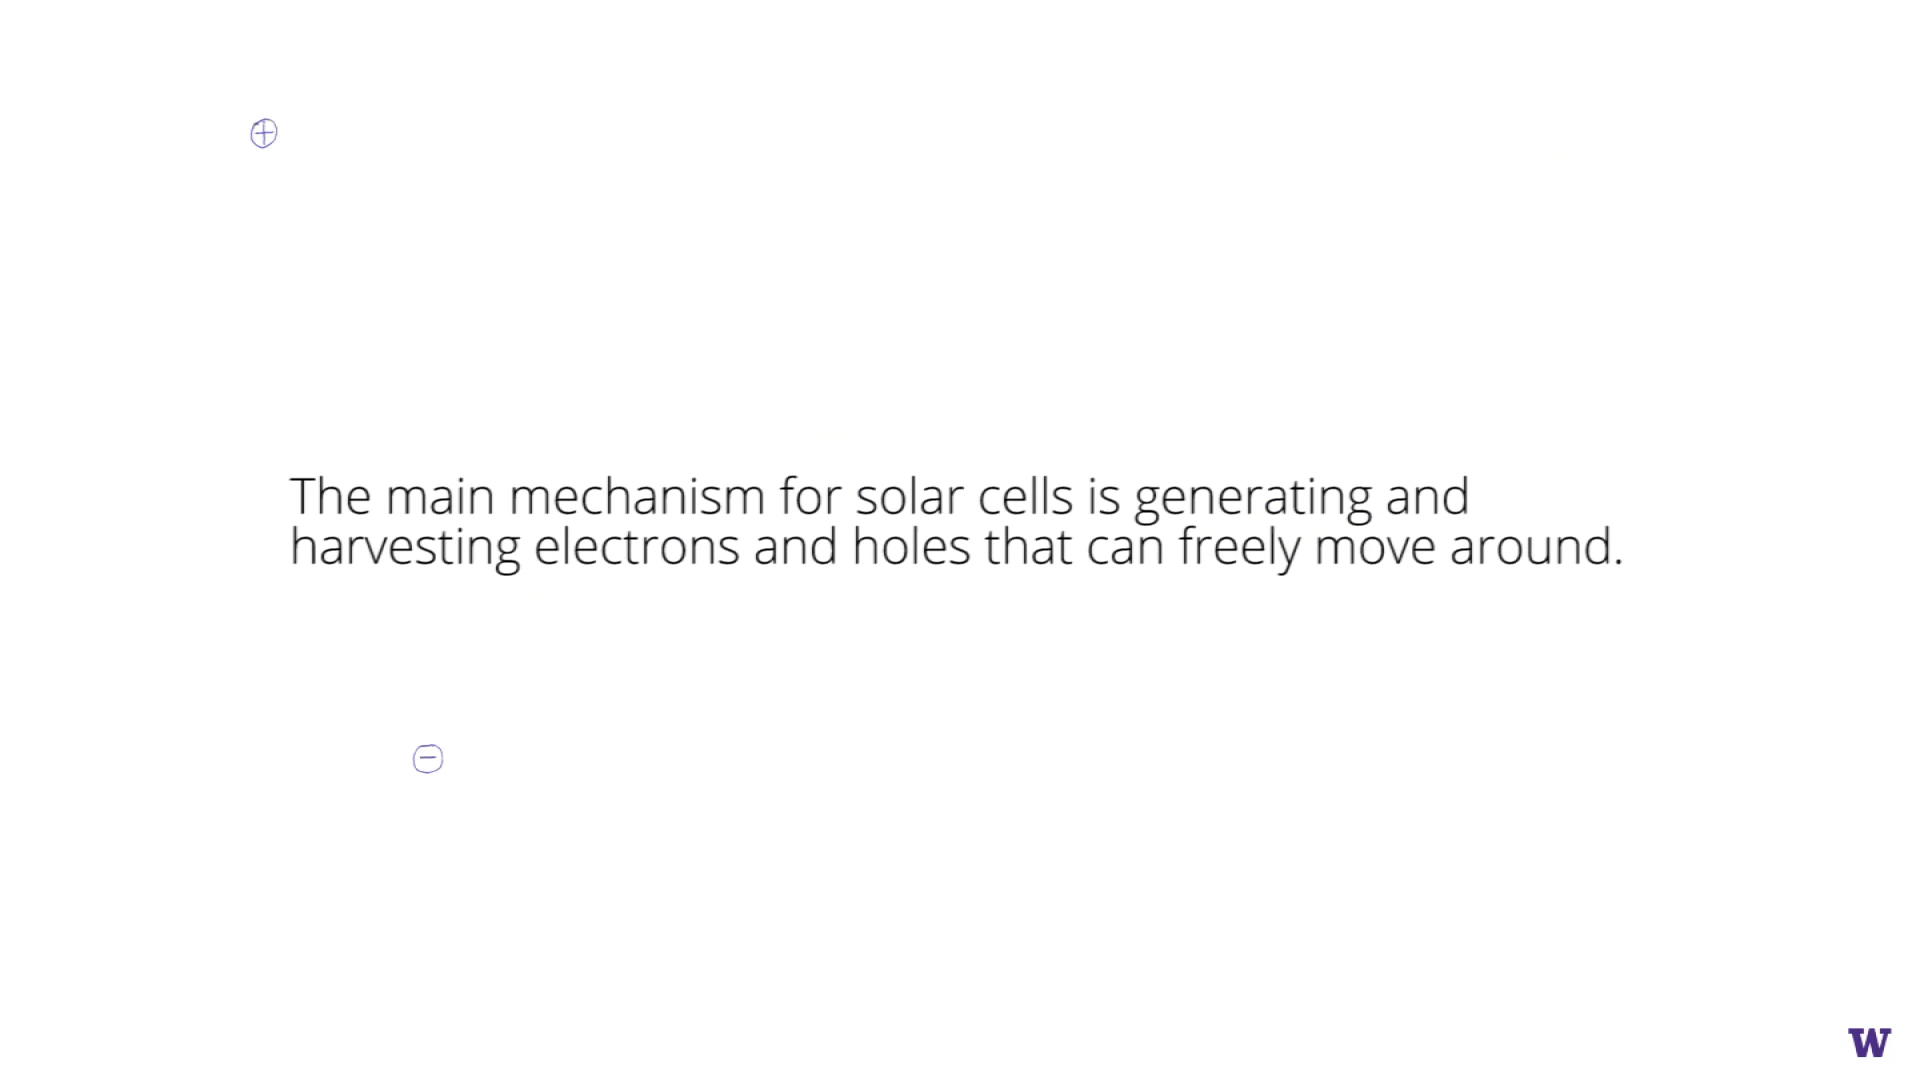 ⊕
The main mechanism for solar cells is generating and
harvesting electrons and holes that can freely move around.
⊖
W